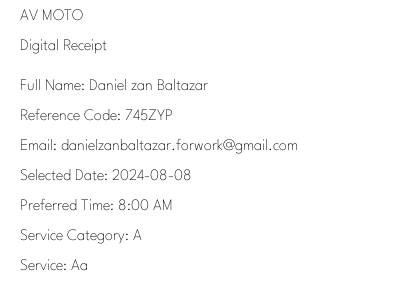 AV MOTO
Digital Receipt
Full Name: Daniel zan Baltazar
Reference Code: 745ZYP
Email: danielzanbaltazar.forwork@gmail.com
Selected Date: 2024-08-08
Preferred Time: 8:00 AM
Service Category: A
Service: Aa